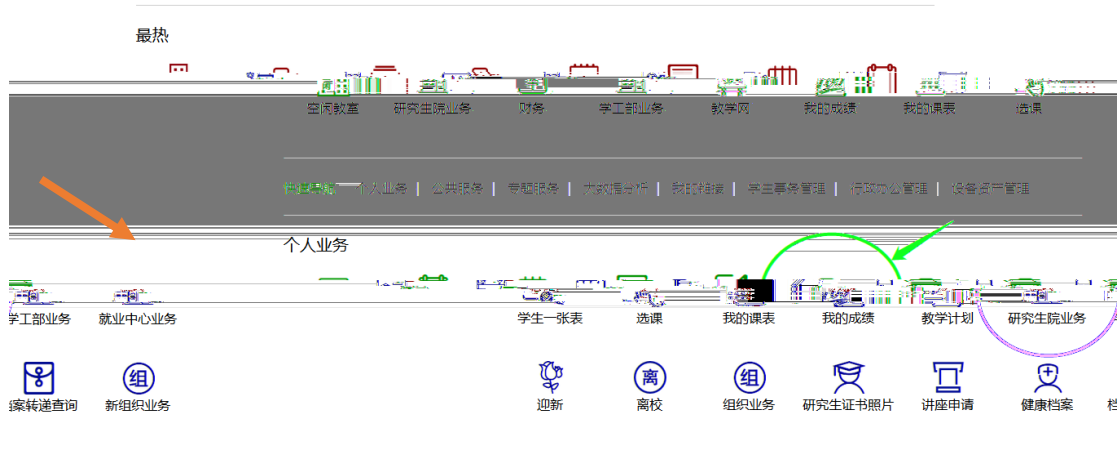 最热
空闲教室 研究生院业务 财务 学工部业务 教学网 我的成绩 我的课表 选课
个人业务 | 公共服务 | 专题服务 | 大数据分析 | 我的链接 | 学生事务管理 | 行政办公管理 | 设备资产管理
个人业务
学工部业务 就业中心业务 学生一张表 选课 我的课表 我的成绩 教学计划 研究生院业务
组 离 组
档案转递查询 新组织业务 迎新 离校 组织业务 研究生证书照片 讲座申请 健康档案 档